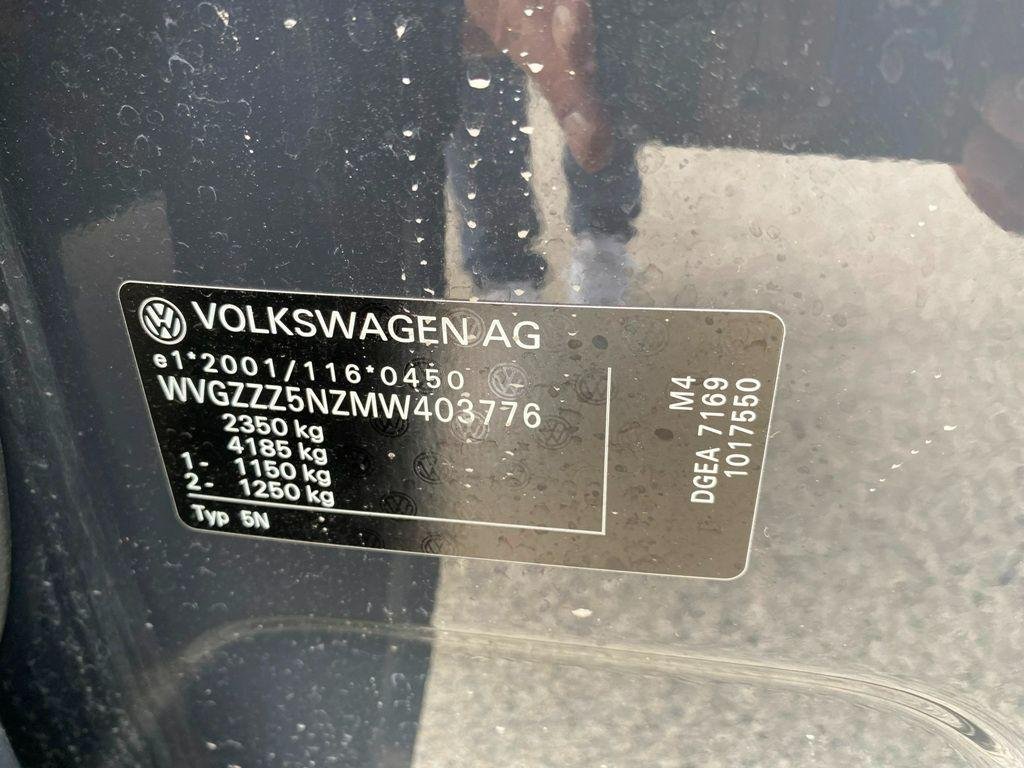 VOLKSWAGEN AG
e1*2001/116*0450
WVGZZZ5NZMW403776
2350 kg
4185 kg
1- 1150 kg
2- 1250 kg
Typ 5N
M4
DGEA 7169
1017550